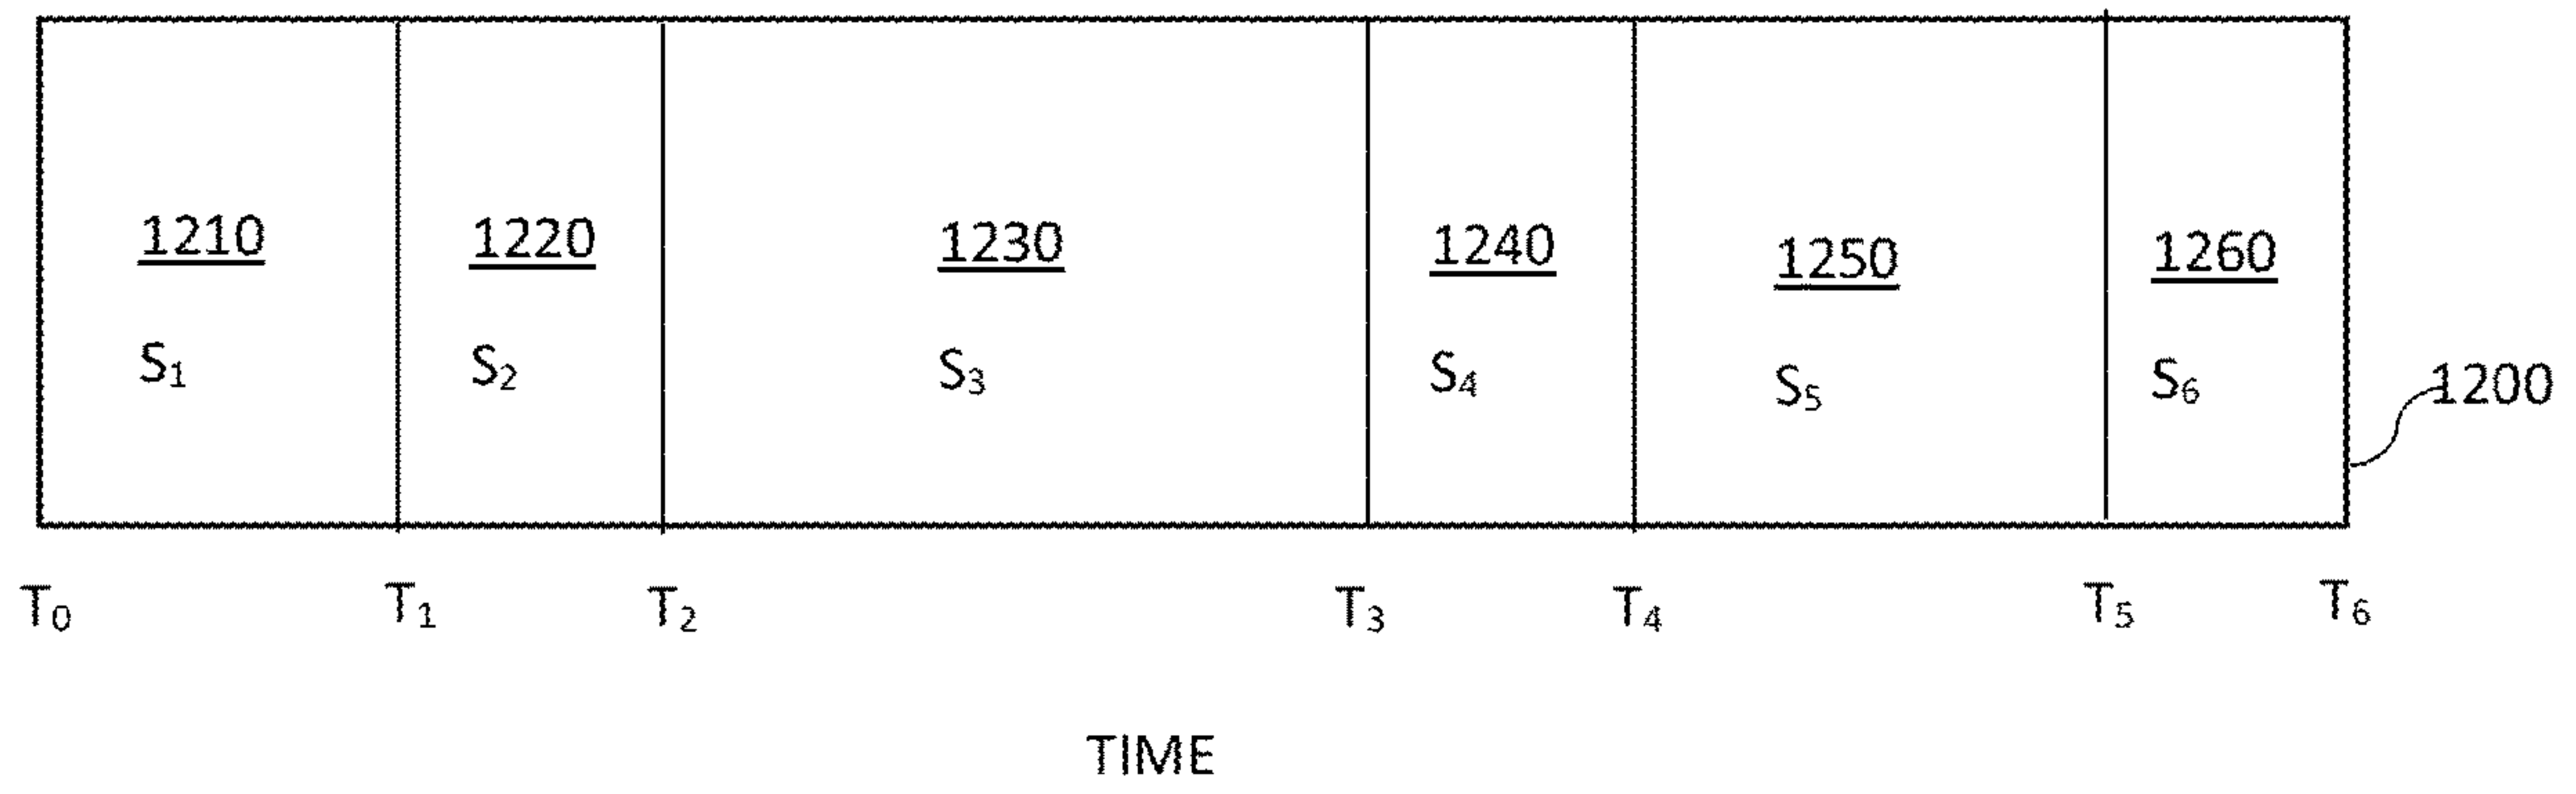 1210 1220 1230 1240 1250 1260
S₁ S₂ S₃ S₄ S₅ S₆ 1200
T₀ T₁ T₂ T₃ T₄ T₅ T₆
TIME